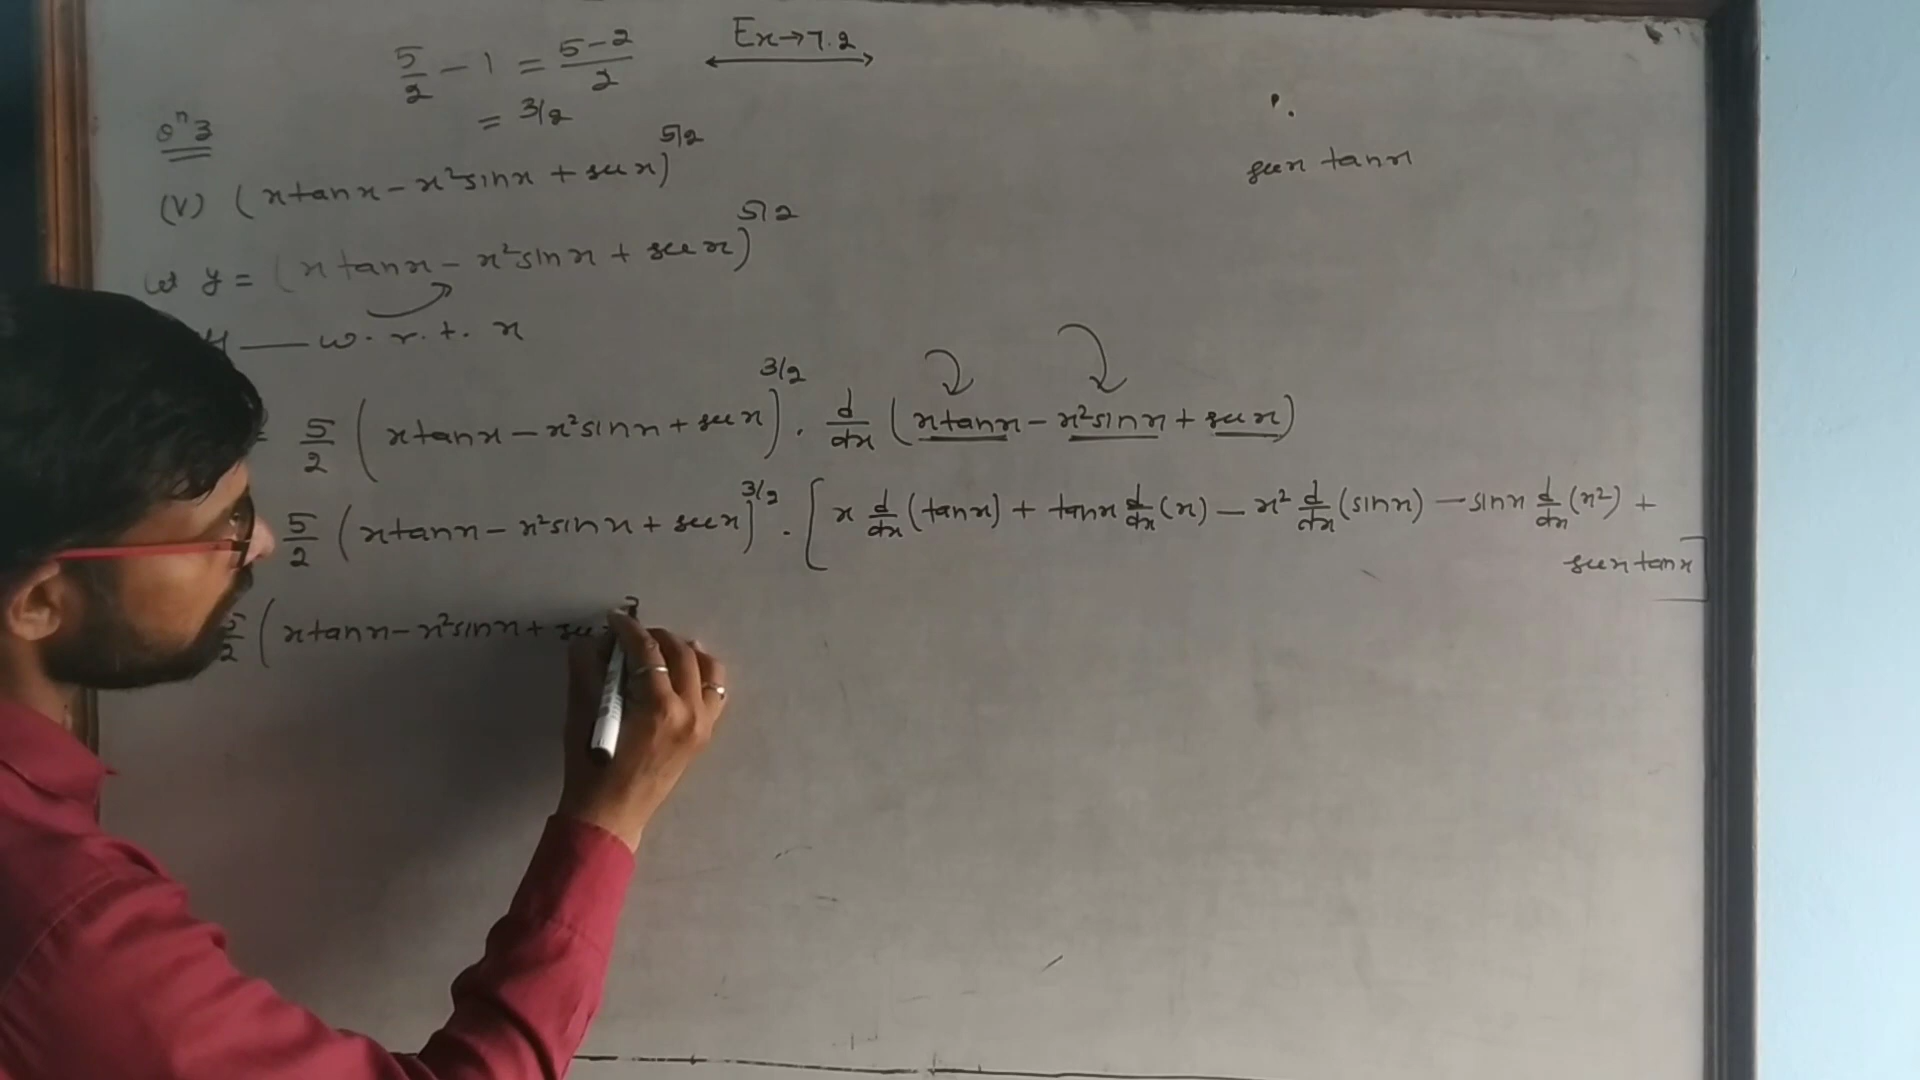 Ex→7.2
5/2 - 1 = (5-2)/2
= 3/2
Qⁿ3
(V) (x tan x - x² sin x + sec x)^5/2
sec x tan x
let y = (x tan x - x² sin x + sec x)^5/2
w.r.t. x
= 5/2 (x tan x - x² sin x + sec x)^3/2 . d/dx (x tan x - x² sin x + sec x)
5/2 (x tan x - x² sin x + sec x)^3/2 . [x d/dx (tan x) + tan x d/dx (x) - x² d/dx (sin x) - sin x d/dx (x²) +
sec x tan x]
5/2 (x tan x - x² sin x + sec